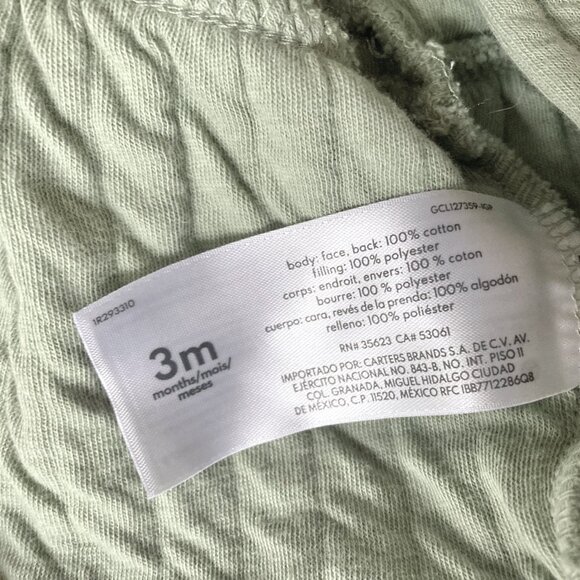 GCL127359-IGP
1R293310
3m
months/mois/
meses
body: face, back: 100% cotton
filling: 100% polyester
corps: endroit, envers: 100 % coton
bourre: 100 % polyester
cuerpo: cara, revés de la prenda: 100% algodón
relleno: 100% poliéster
RN# 35623 CA# 53061
IMPORTADO POR: CARTERS BRANDS S.A. DE C.V. AV.
EJÉRCITO NACIONAL NO. 843-B, NO. INT. PISO 11
COL. GRANADA, MIGUEL HIDALGO CIUDAD
DE MÉXICO, C.P. 11520, MÉXICO RFC IBB7712286Q8